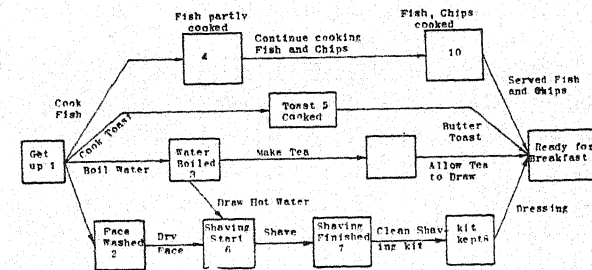 Fish partly
cooked
Fish, Chips
cooked
4
Continue cooking
Fish and Chips
10
Cook
Fish
Served Fish
and Chips
Cook Toast
Toast 5
Cooked
Butter
Toast
Get
up 1
Boil Water
Water
Boiled
3
Make Tea
Allow Tea
to Draw
Ready for
Breakfast
Draw Hot Water
Dressing
Face
Washed
2
Dry
Face
Shaving
Start
6
Shave
Shaving
Finished
7
Clean Shav-
ing kit
kit
kept8